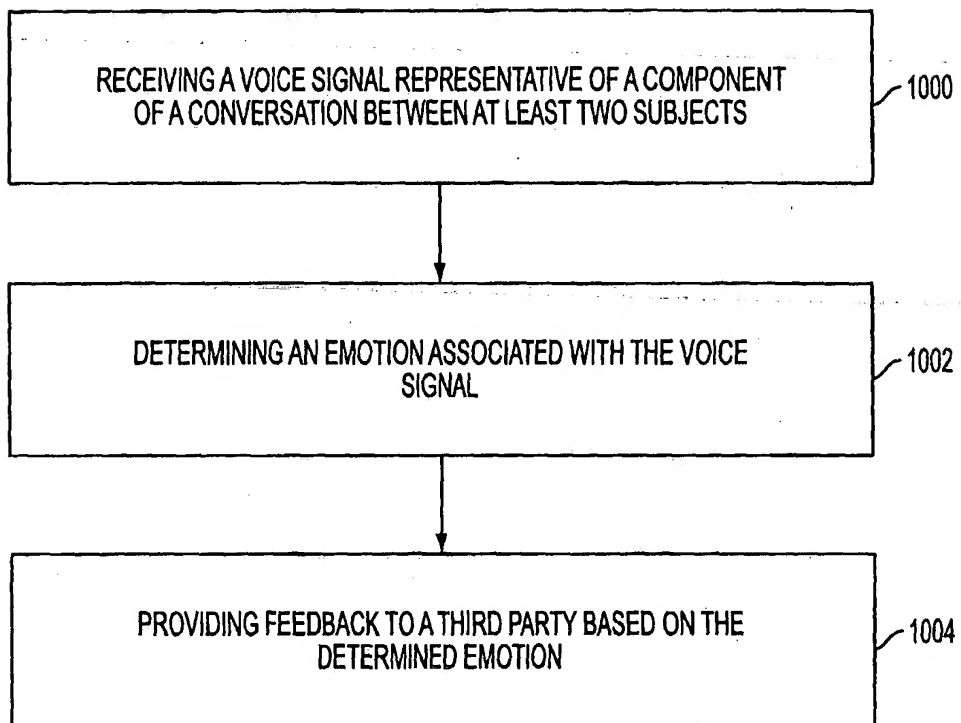 RECEIVING A VOICE SIGNAL REPRESENTATIVE OF A COMPONENT
OF A CONVERSATION BETWEEN AT LEAST TWO SUBJECTS
1000
DETERMINING AN EMOTION ASSOCIATED WITH THE VOICE
SIGNAL
1002
PROVIDING FEEDBACK TO A THIRD PARTY BASED ON THE
DETERMINED EMOTION
1004